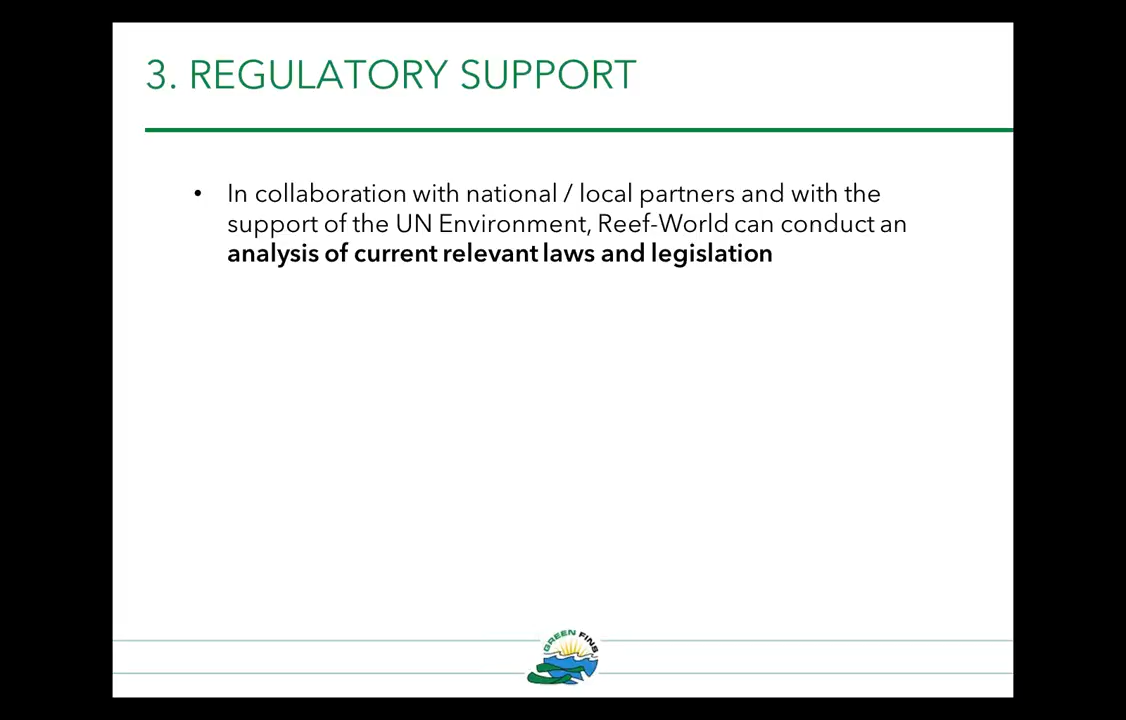 3. REGULATORY SUPPORT
• In collaboration with national / local partners and with the
support of the UN Environment, Reef-World can conduct an
analysis of current relevant laws and legislation
GREEN FINS